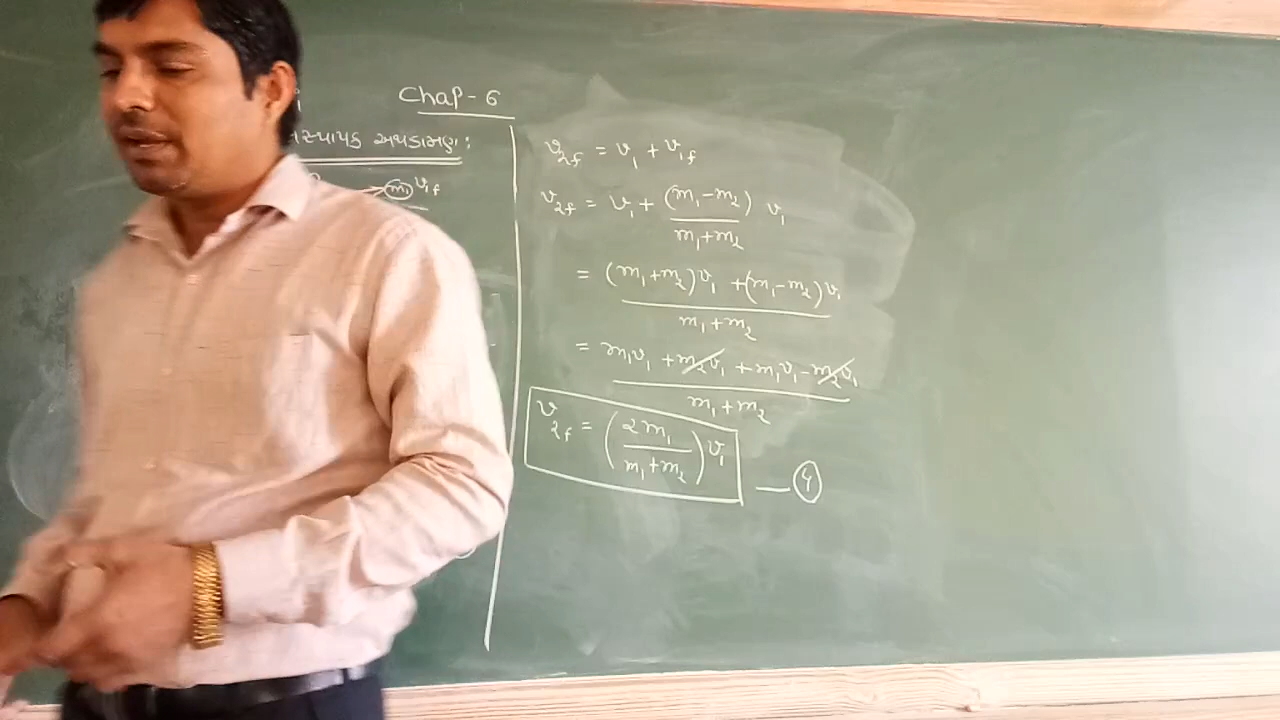 Chap - 6
અથડામણ :
m₁ v₁f
v₂f = v₁ + v₁f
v₂f = v₁ + (m₁-m₂)/(m₁+m₂) v₁
= ((m₁+m₂)v₁ +(m₁-m₂)v₁)/(m₁+m₂)
= (m₁v₁ +m₂v₁ +m₁v₁-m₂v₁)/(m₁+m₂)
v₂f = (2m₁/(m₁+m₂))v₁ — ૫